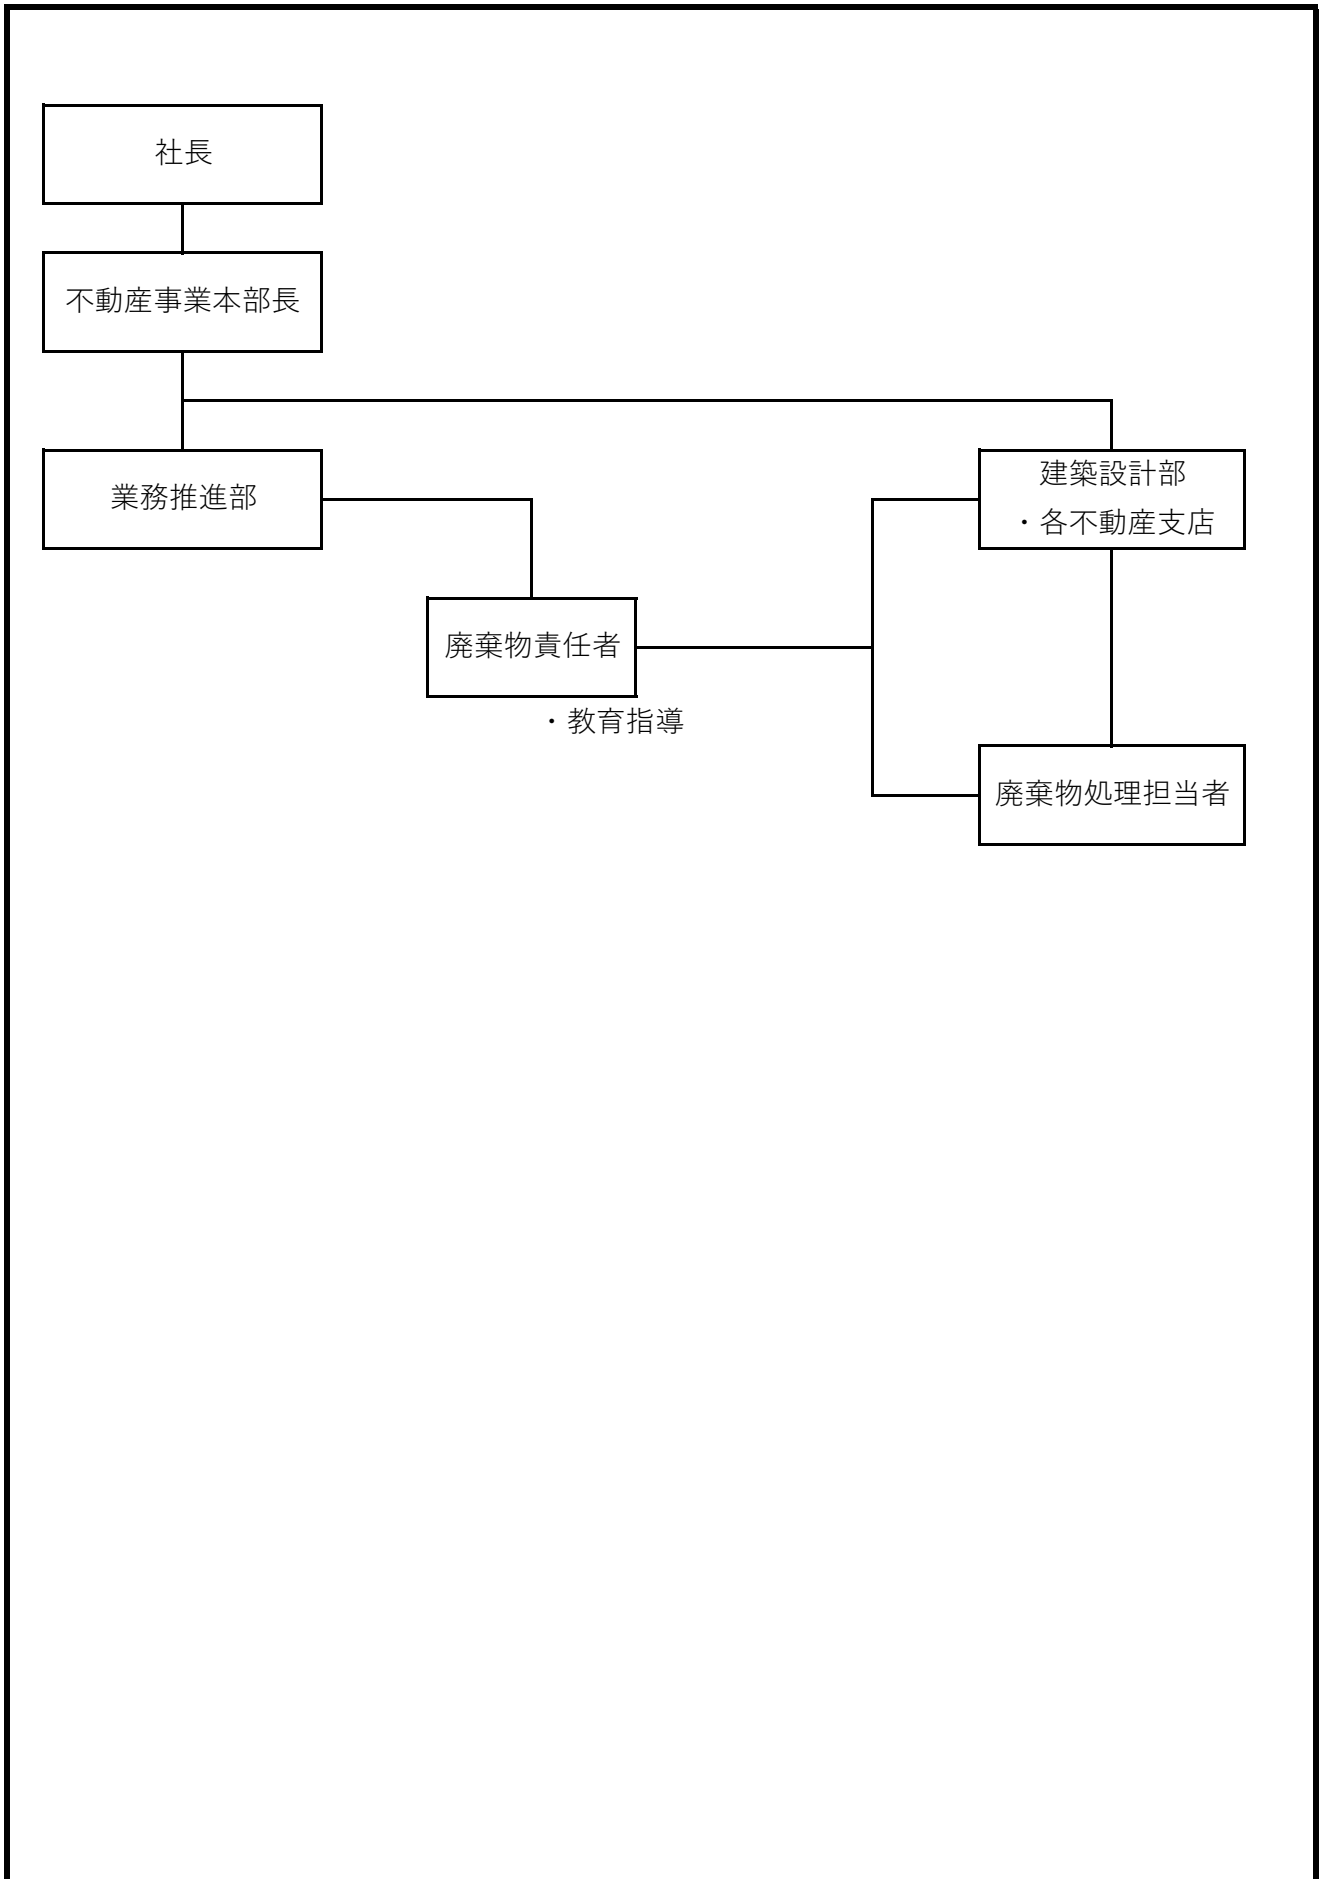 社長
不動産事業本部長
業務推進部
建築設計部
・各不動産支店
廃棄物責任者
・教育指導
廃棄物処理担当者